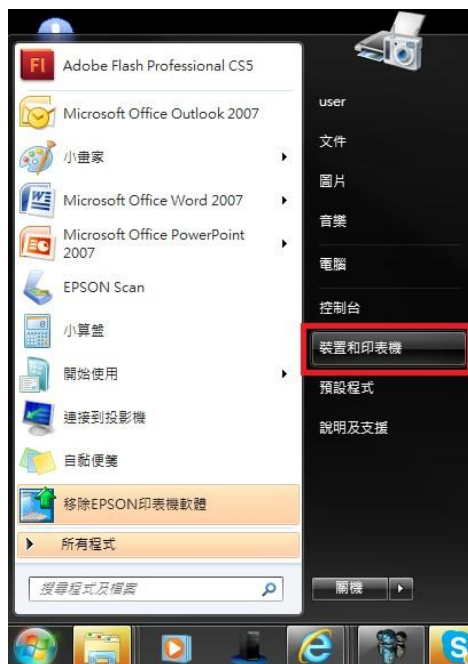 Adobe Flash Professional CS5
Microsoft Office Outlook 2007
小畫家
Microsoft Office Word 2007
Microsoft Office PowerPoint
2007
EPSON Scan
小算盤
開始使用
連接到投影機
自黏便箋
移除EPSON印表機軟體
所有程式
搜尋程式及檔案
user
文件
圖片
音樂
電腦
控制台
裝置和印表機
預設程式
說明及支援
關機